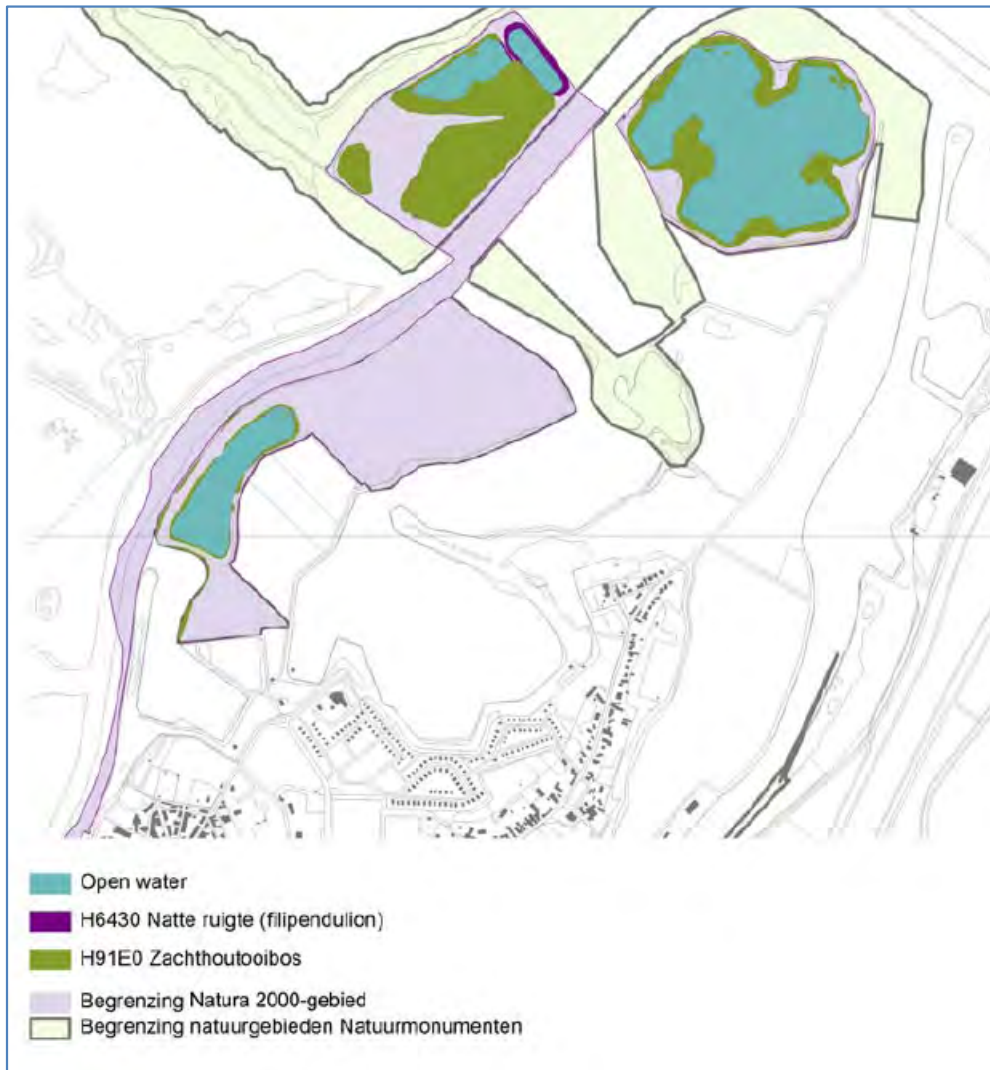 Open water
H6430 Natte ruigte (filipendulion)
H91E0 Zachthoutooibos
Begrenzing Natura 2000-gebied
Begrenzing natuurgebieden Natuurmonumenten